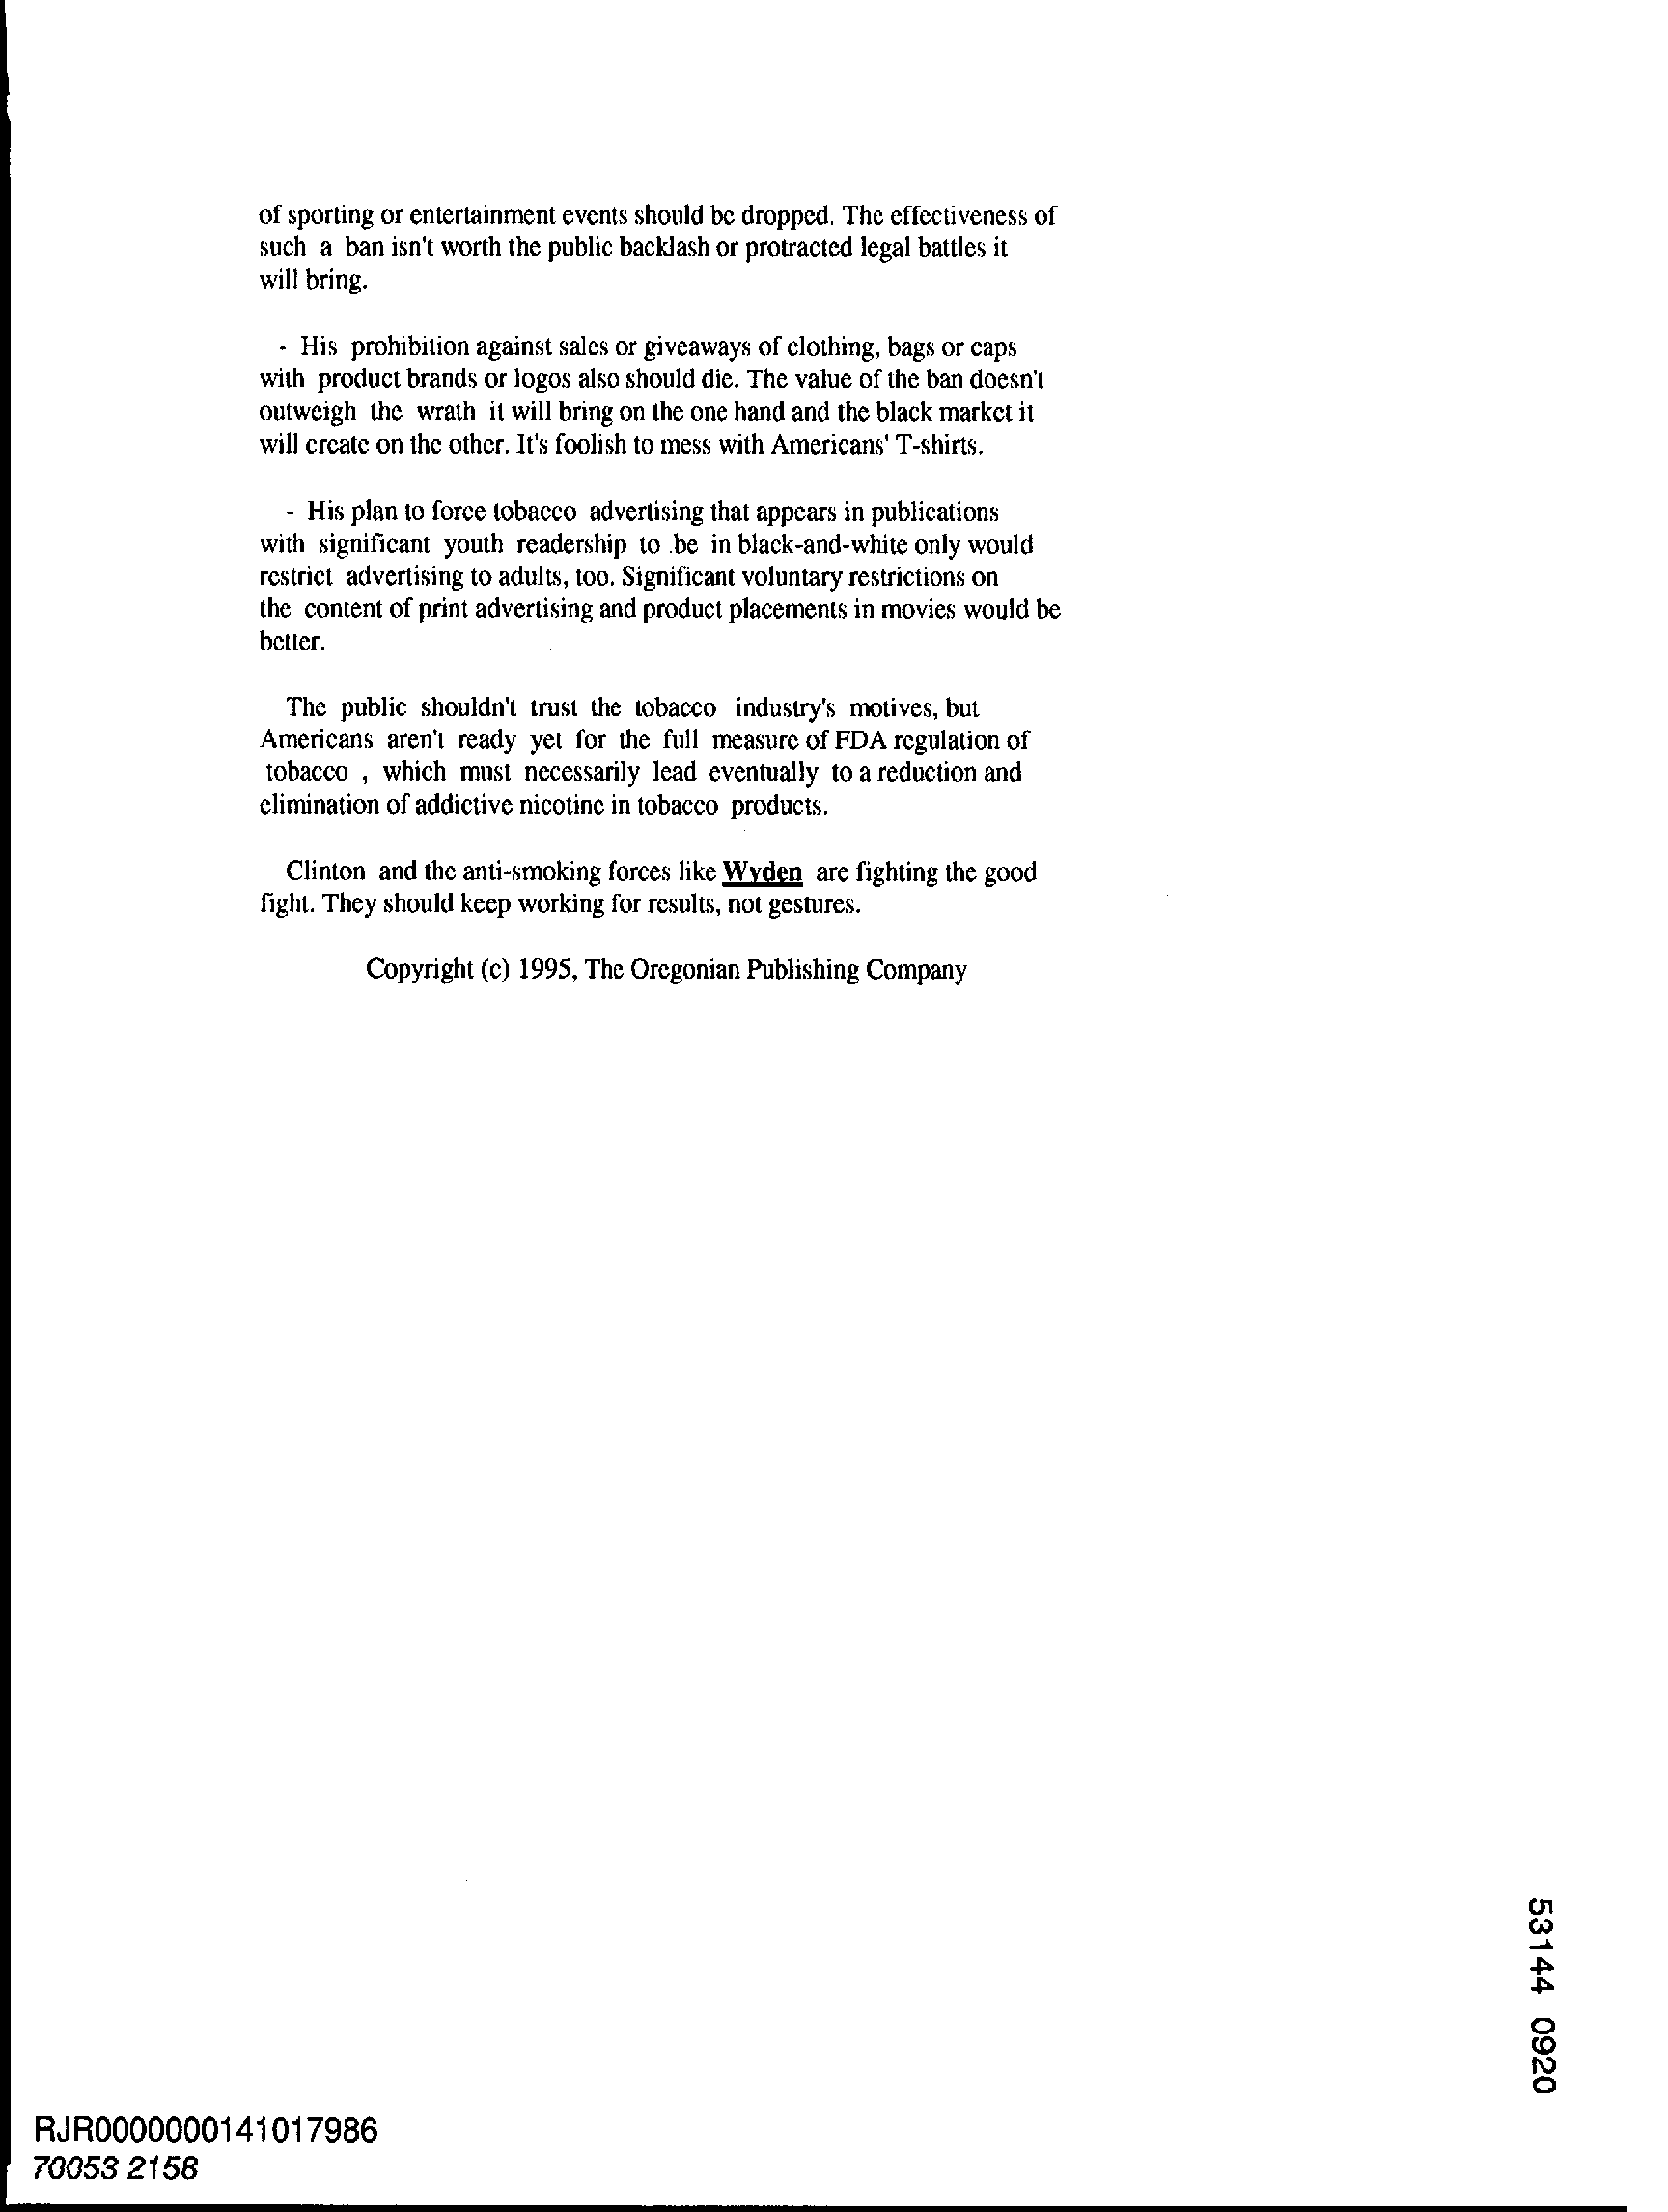 of sporting or entertainment events should be dropped. The effectiveness of
such a ban isn't worth the public backlash or protracted legal battles it
will bring.
- His prohibition against sales or giveaways of clothing, bags or caps
with product brands or logos also should die. The value of the ban doesn't
outweigh the wrath it will bring on the one hand and the black market it
will create on the other. It's foolish to mess with Americans' T-shirts.
- His plan to force tobacco advertising that appears in publications
with significant youth readership to be in black-and-white only would
restrict advertising to adults, too. Significant voluntary restrictions on
the content of print advertising and product placements in movies would be
better.
The public shouldn't trust the tobacco industry's motives, but
Americans aren't ready yet for the full measure of FDA regulation of
tobacco , which must necessarily lead eventually to a reduction and
elimination of addictive nicotine in tobacco products.
Clinton and the anti-smoking forces like Wyden are fighting the good
fight. They should keep working for results, not gestures.
Copyright (c) 1995, The Oregonian Publishing Company
53144 0920
RJR0000000141017986
70053 2158